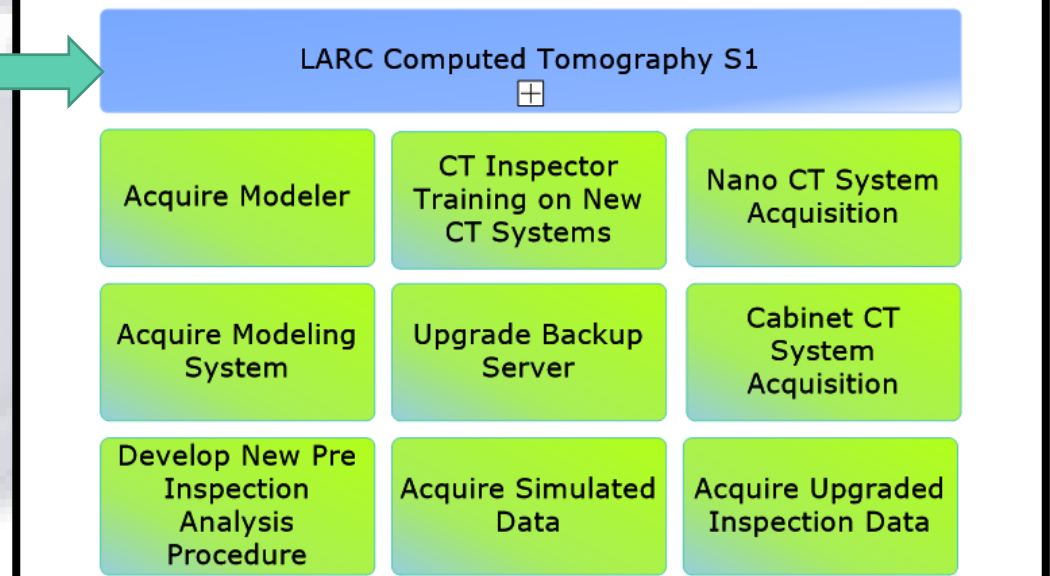 LARC Computed Tomography S1
Acquire Modeler
CT Inspector
Training on New
CT Systems
Nano CT System
Acquisition
Acquire Modeling
System
Upgrade Backup
Server
Cabinet CT
System
Acquisition
Develop New Pre
Inspection
Analysis
Procedure
Acquire Simulated
Data
Acquire Upgraded
Inspection Data